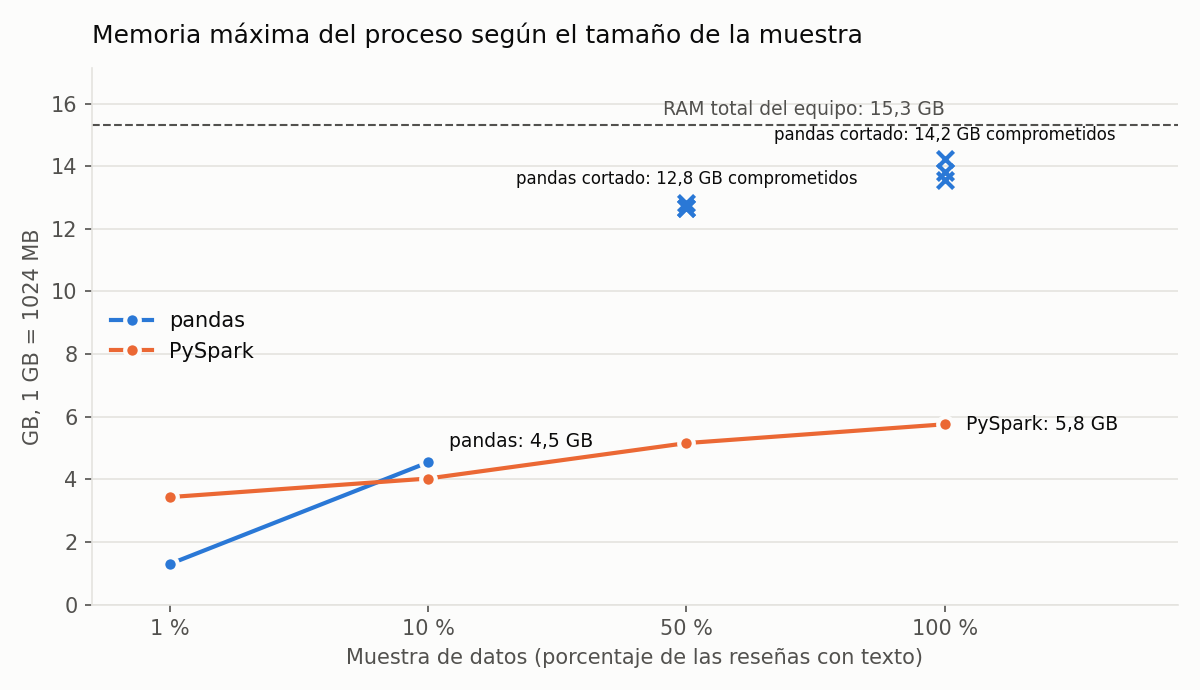 Memoria máxima del proceso según el tamaño de la muestra
GB, 1 GB = 1024 MB
16
14
12
10
8
6
4
2
0
RAM total del equipo: 15,3 GB
pandas cortado: 14,2 GB comprometidos
pandas cortado: 12,8 GB comprometidos
pandas
PySpark
pandas: 4,5 GB
PySpark: 5,8 GB
1 %
10 %
50 %
100 %
Muestra de datos (porcentaje de las reseñas con texto)